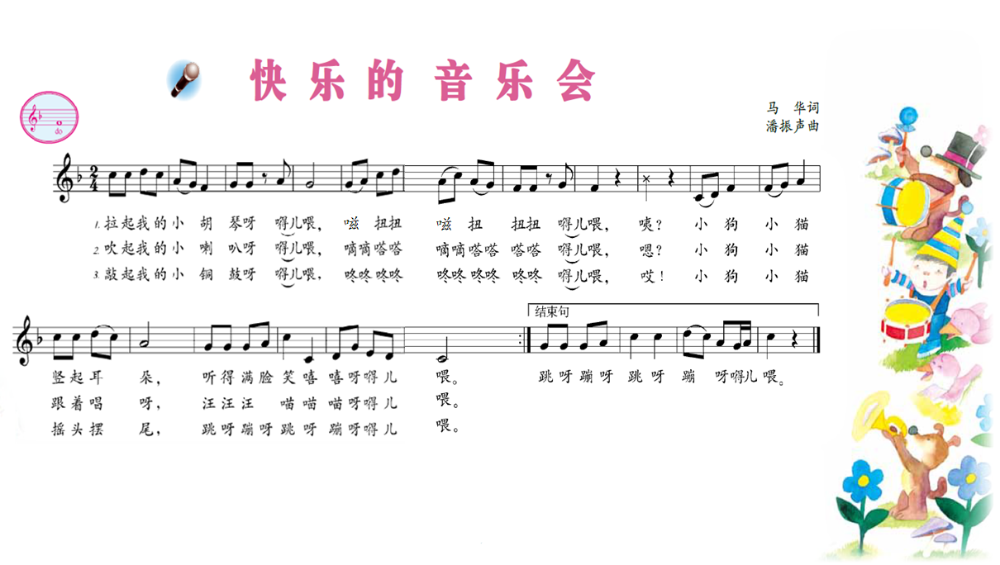 快乐的音乐会
马 华词
潘振声曲
do
2
4
1. 拉起我的小 胡 琴呀 嘚儿喂, 嗞 扭扭 嗞 扭 扭扭 嘚儿喂, 咦? 小 狗 小 猫
2. 吹起我的小 喇 叭呀 嘚儿喂, 嘀嘀嗒嗒 嘀嘀嗒嗒 嗒嗒 嘚儿喂, 嗯? 小 狗 小 猫
3. 敲起我的小 铜 鼓呀 嘚儿喂, 咚咚咚咚 咚咚咚咚 咚咚 嘚儿喂, 哎! 小 狗 小 猫
结束句
竖起耳 朵, 听得满脸笑嘻 嘻呀嘚儿 喂。 跳呀蹦呀 跳 呀 蹦 呀嘚儿 喂。
跟着唱 呀, 汪汪汪 喵喵 喵呀嘚儿 喂。
摇头摆 尾, 跳呀蹦呀跳 呀 蹦呀嘚儿 喂。